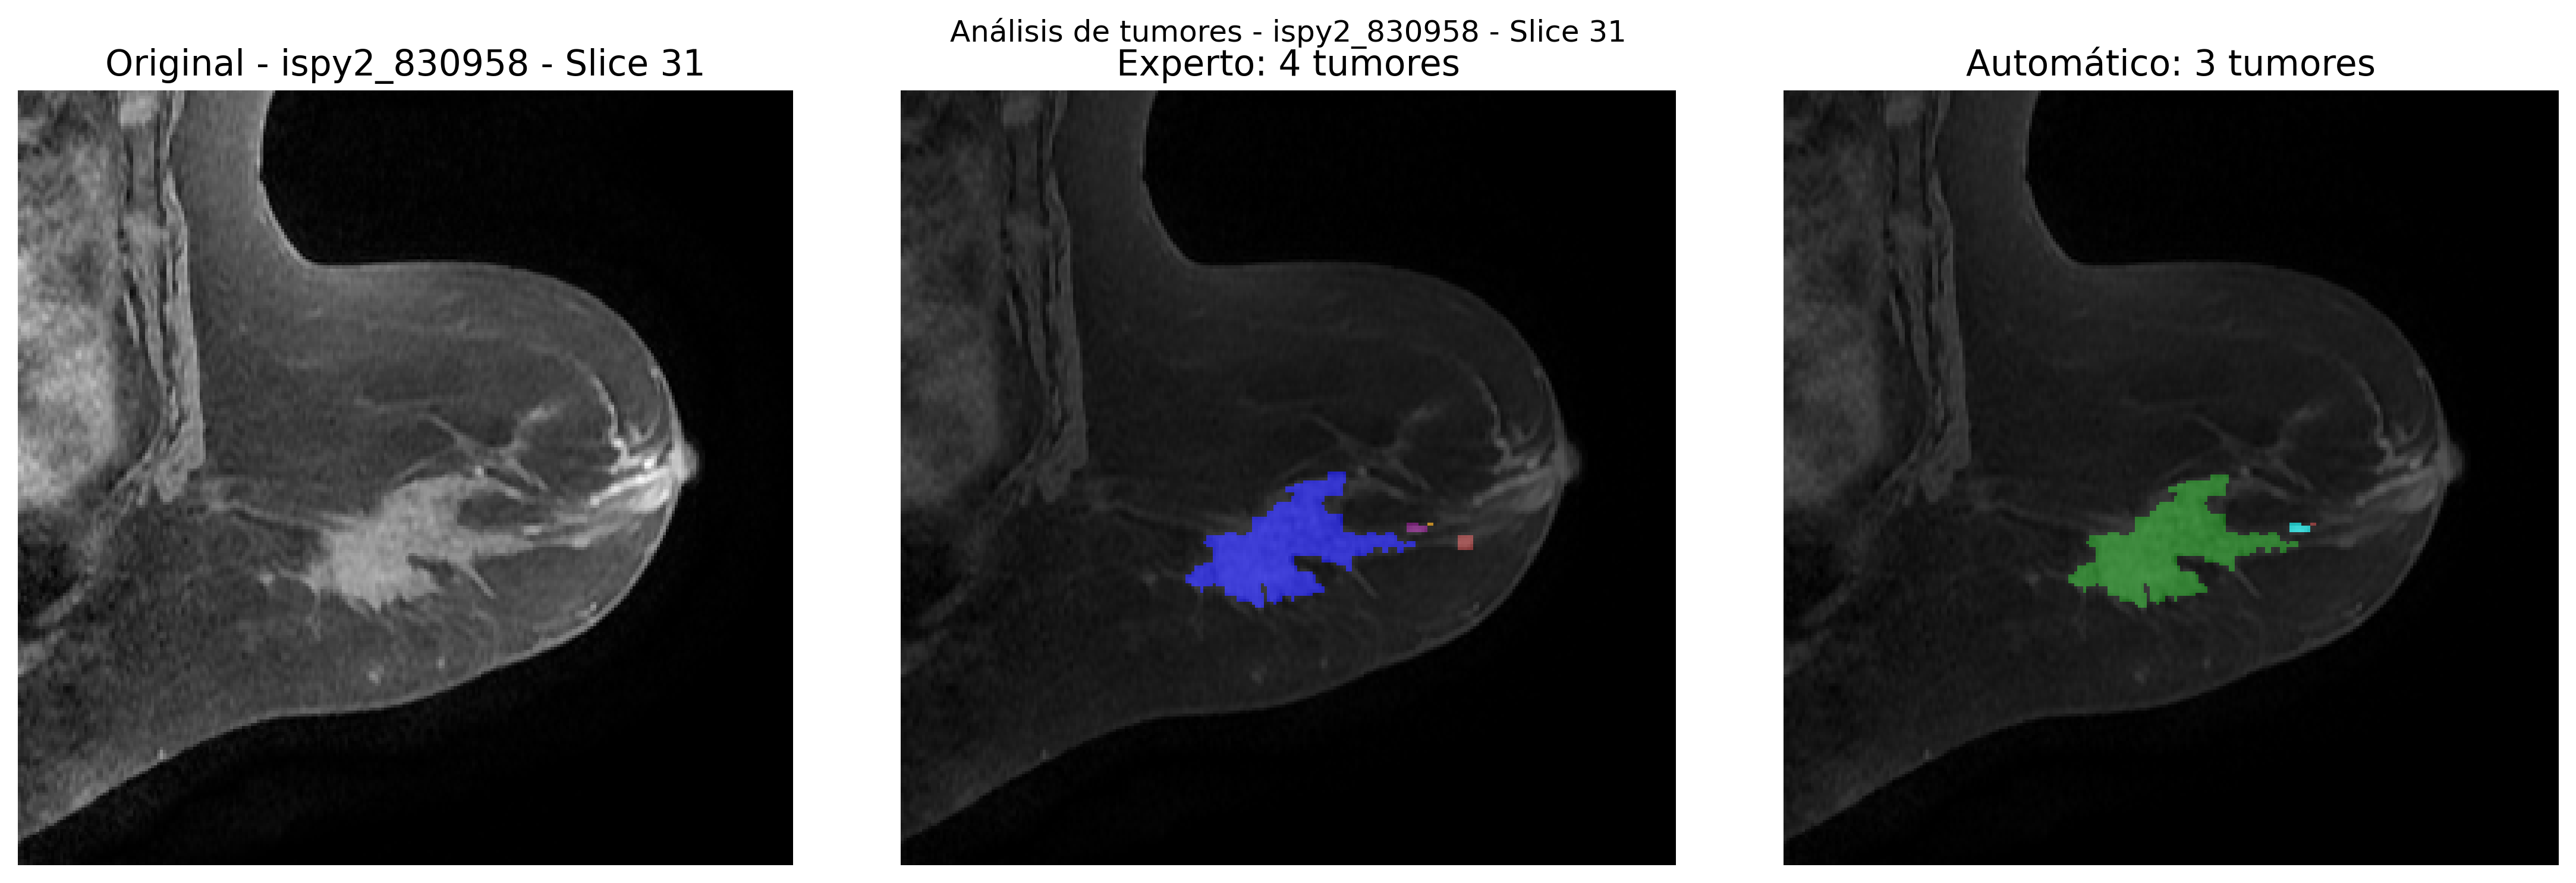 Análisis de tumores - ispy2_830958 - Slice 31
Original - ispy2_830958 - Slice 31
Experto: 4 tumores
Automático: 3 tumores